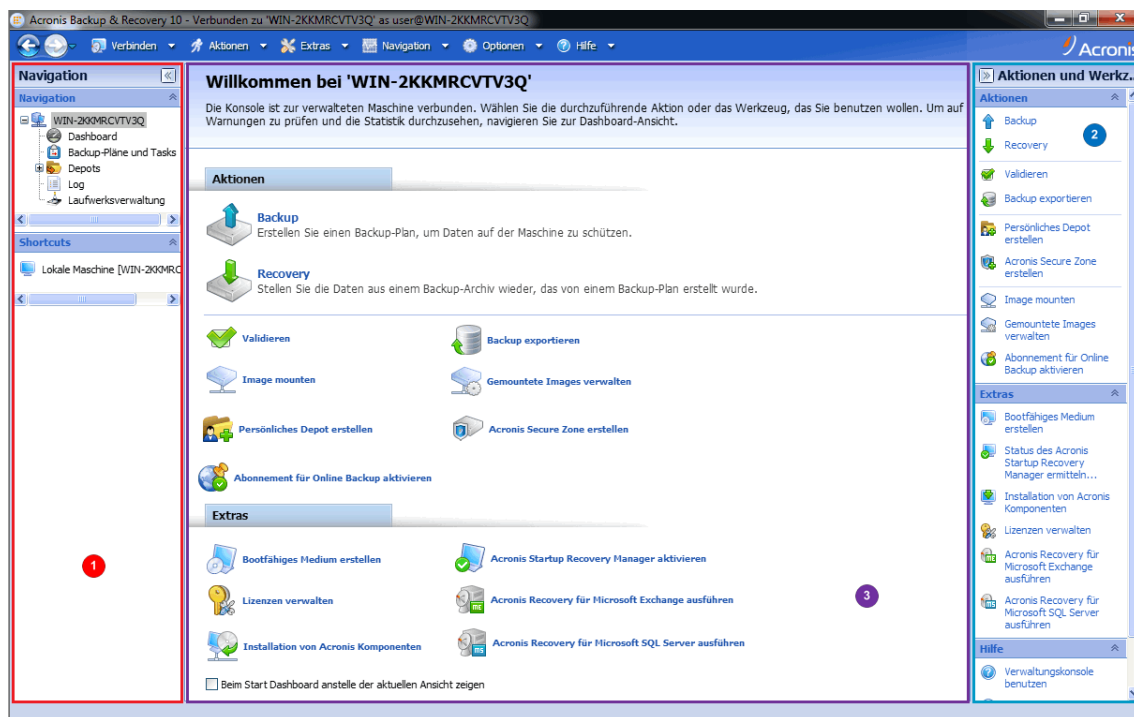 Acronis Backup & Recovery 10 - Verbunden zu 'WIN-2KKMRCVTV3Q' as user@WIN-2KKMRCVTV3Q
Verbinden
Aktionen
Extras
Navigation
Optionen
Hilfe
Acronis
Navigation
Navigation
WIN-2KKMRCVTV3Q
Dashboard
Backup-Pläne und Tasks
Depots
Log
Laufwerksverwaltung
Shortcuts
Lokale Maschine [WIN-2KKMRC
1
Willkommen bei 'WIN-2KKMRCVTV3Q'
Die Konsole ist zur verwalteten Maschine verbunden. Wählen Sie die durchzuführende Aktion oder das Werkzeug, das Sie benutzen wollen. Um auf
Warnungen zu prüfen und die Statistik durchzusehen, navigieren Sie zur Dashboard-Ansicht.
Aktionen
Backup
Erstellen Sie einen Backup-Plan, um Daten auf der Maschine zu schützen.
Recovery
Stellen Sie die Daten aus einem Backup-Archiv wieder, das von einem Backup-Plan erstellt wurde.
Validieren
Backup exportieren
Image mounten
Gemountete Images verwalten
Persönliches Depot erstellen
Acronis Secure Zone erstellen
Abonnement für Online Backup aktivieren
Extras
Bootfähiges Medium erstellen
Acronis Startup Recovery Manager aktivieren
Lizenzen verwalten
Acronis Recovery für Microsoft Exchange ausführen
3
Installation von Acronis Komponenten
Acronis Recovery für Microsoft SQL Server ausführen
Beim Start Dashboard anstelle der aktuellen Ansicht zeigen
Aktionen und Werkz..
Aktionen
Backup
2
Recovery
Validieren
Backup exportieren
Persönliches Depot
erstellen
Acronis Secure Zone
erstellen
Image mounten
Gemountete Images
verwalten
Abonnement für Online
Backup aktivieren
Extras
Bootfähiges Medium
erstellen
Status des Acronis
Startup Recovery
Manager ermitteln...
Installation von Acronis
Komponenten
Lizenzen verwalten
Acronis Recovery für
Microsoft Exchange
ausführen
Acronis Recovery für
Microsoft SQL Server
ausführen
Hilfe
Verwaltungskonsole
benutzen